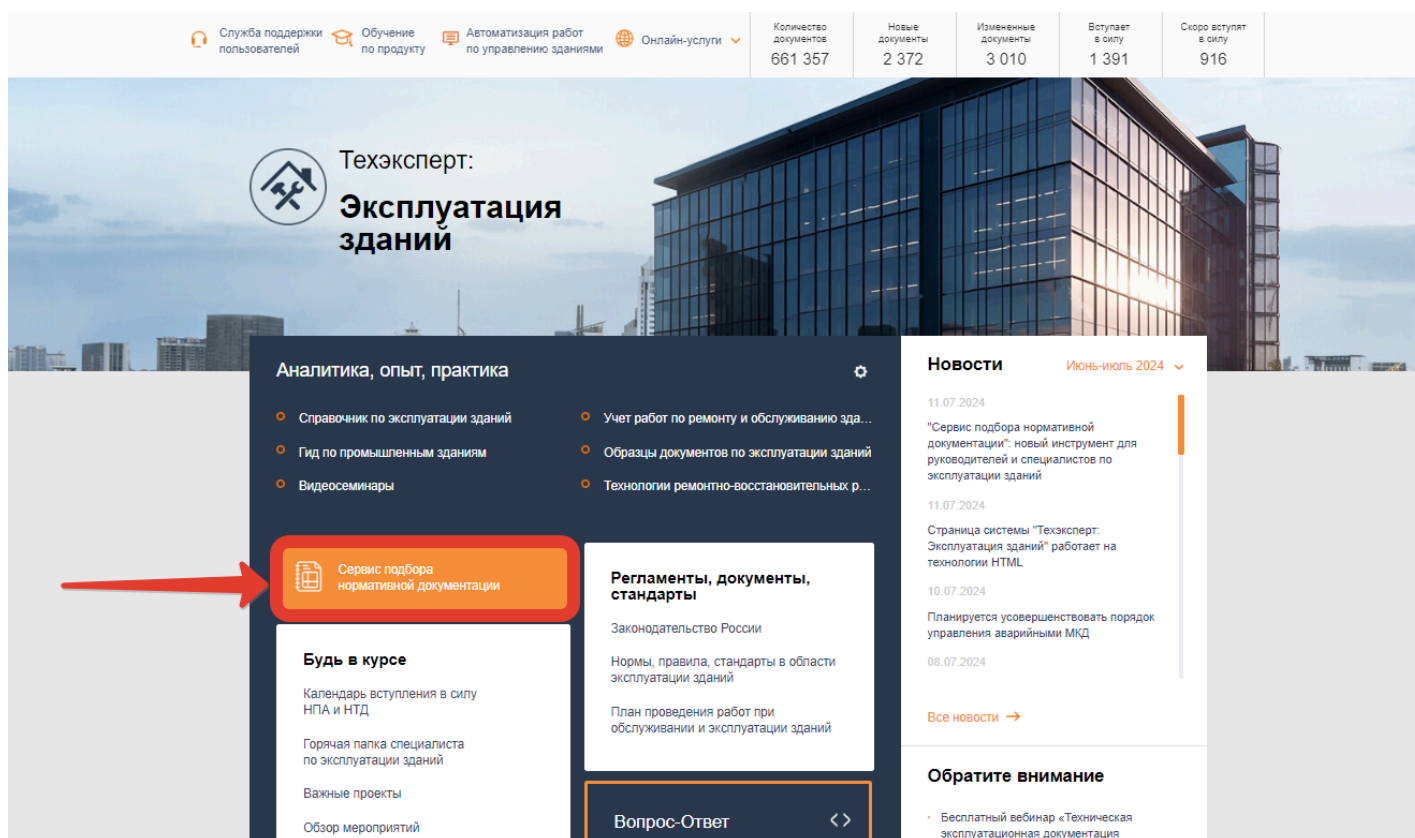 Служба поддержки
пользователей
Обучение
по продукту
Автоматизация работ
по управлению зданиями
Онлайн-услуги
Количество
документов
661 357
Новые
документы
2 372
Измененные
документы
3 010
Вступает
в силу
1 391
Скоро вступят
в силу
916
Техэксперт:
Эксплуатация
зданий
Аналитика, опыт, практика
Справочник по эксплуатации зданий
Гид по промышленным зданиям
Видеосеминары
Учет работ по ремонту и обслуживанию зда...
Образцы документов по эксплуатации зданий
Технологии ремонтно-восстановительных р...
Сервис подбора
нормативной документации
Будь в курсе
Календарь вступления в силу
НПА и НТД
Горячая папка специалиста
по эксплуатации зданий
Важные проекты
Обзор мероприятий
Регламенты, документы,
стандарты
Законодательство России
Нормы, правила, стандарты в области
эксплуатации зданий
План проведения работ при
обслуживании и эксплуатации зданий
Вопрос-Ответ
Новости
Июнь-июль 2024
11.07.2024
"Сервис подбора нормативной
документации": новый инструмент для
руководителей и специалистов по
эксплуатации зданий
11.07.2024
Страница системы "Техэксперт:
Эксплуатация зданий" работает на
технологии HTML
10.07.2024
Планируется усовершенствовать порядок
управления аварийными МКД
08.07.2024
Все новости
Обратите внимание
Бесплатный вебинар «Техническая
эксплуатационная документация